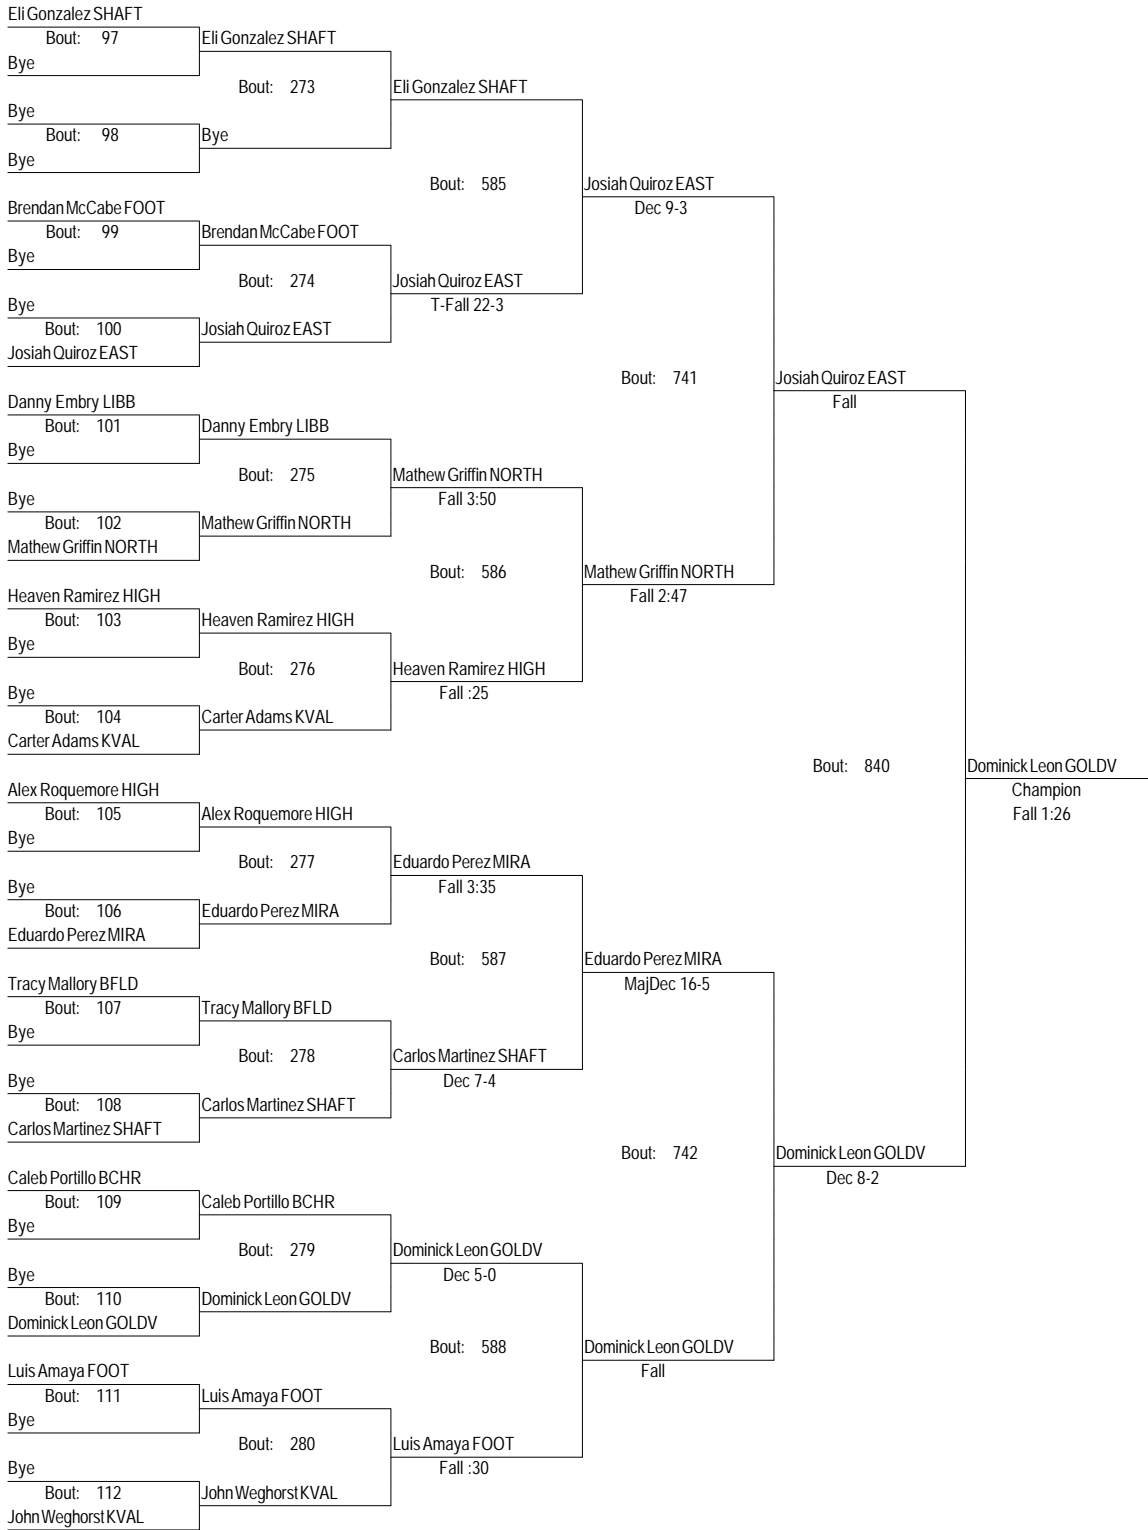 Eli Gonzalez SHAFT
Bout: 97
Eli Gonzalez SHAFT
Bye
Bout: 273
Eli Gonzalez SHAFT
Bye
Bout: 98
Bye
Bye
Bout: 585
Josiah Quiroz EAST
Brendan McCabe FOOT
Dec 9-3
Bout: 99
Brendan McCabe FOOT
Bye
Bout: 274
Josiah Quiroz EAST
Bye
T-Fall 22-3
Bout: 100
Josiah Quiroz EAST
Josiah Quiroz EAST
Bout: 741
Josiah Quiroz EAST
Danny Embry LIBB
Fall
Bout: 101
Danny Embry LIBB
Bye
Bout: 275
Mathew Griffin NORTH
Bye
Fall 3:50
Bout: 102
Mathew Griffin NORTH
Mathew Griffin NORTH
Bout: 586
Mathew Griffin NORTH
Heaven Ramirez HIGH
Fall 2:47
Bout: 103
Heaven Ramirez HIGH
Bye
Bout: 276
Heaven Ramirez HIGH
Bye
Fall :25
Bout: 104
Carter Adams KVAL
Carter Adams KVAL
Bout: 840
Dominick Leon GOLDV
Alex Roquemore HIGH
Champion
Bout: 105
Alex Roquemore HIGH
Fall 1:26
Bye
Bout: 277
Eduardo Perez MIRA
Bye
Fall 3:35
Bout: 106
Eduardo Perez MIRA
Eduardo Perez MIRA
Bout: 587
Eduardo Perez MIRA
Tracy Mallory BFLD
MajDec 16-5
Bout: 107
Tracy Mallory BFLD
Bye
Bout: 278
Carlos Martinez SHAFT
Bye
Dec 7-4
Bout: 108
Carlos Martinez SHAFT
Carlos Martinez SHAFT
Bout: 742
Dominick Leon GOLDV
Caleb Portillo BCHR
Dec 8-2
Bout: 109
Caleb Portillo BCHR
Bye
Bout: 279
Dominick Leon GOLDV
Bye
Dec 5-0
Bout: 110
Dominick Leon GOLDV
Dominick Leon GOLDV
Bout: 588
Dominick Leon GOLDV
Luis Amaya FOOT
Fall
Bout: 111
Luis Amaya FOOT
Bye
Bout: 280
Luis Amaya FOOT
Bye
Fall :30
Bout: 112
John Weghorst KVAL
John Weghorst KVAL